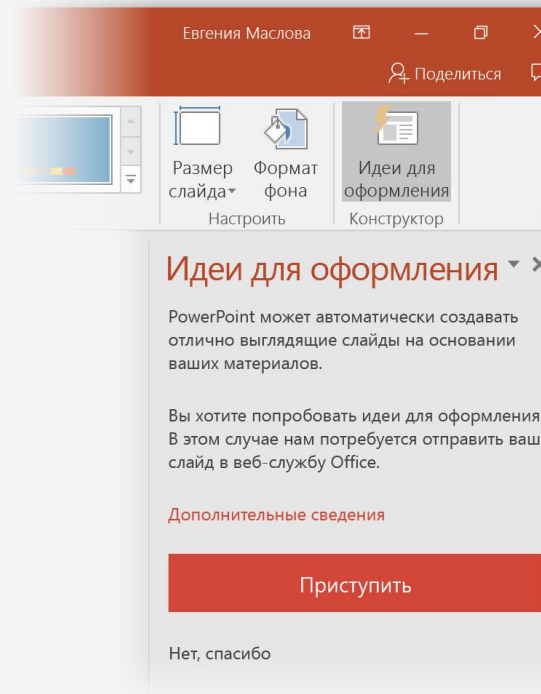 Евгения Маслова
Поделиться
Размер слайда
Формат фона
Идеи для оформления
Настроить
Конструктор
Идеи для оформления
PowerPoint может автоматически создавать
отлично выглядящие слайды на основании
ваших материалов.
Вы хотите попробовать идеи для оформления
В этом случае нам потребуется отправить ваш
слайд в веб-службу Office.
Дополнительные сведения
Приступить
Нет, спасибо